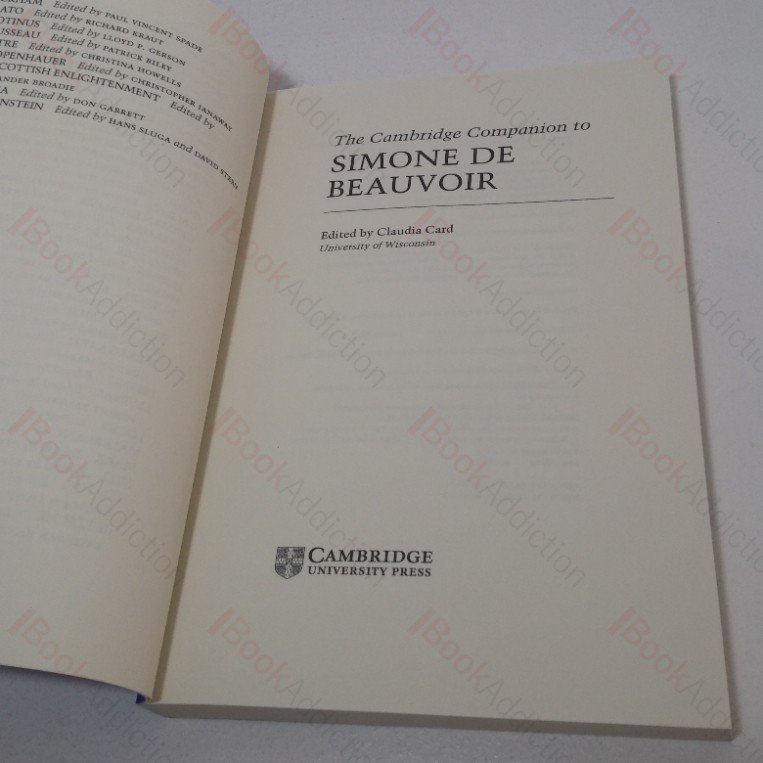 Edited by PAUL VINCENT SPADE
Edited by RICHARD KRAUT
OTINUS Edited by LLOYD P. GERSON
Edited by PATRICK RILEY
Edited by CHRISTINA HOWELLS
Edited by CHRISTOPHER JANAWAY
SCOTTISH ENLIGHTENMENT Edited by
ANDER BROADIE
Edited by DON GARRETT
Edited by HANS SLUGA and DAVID STERN
The Cambridge Companion to
SIMONE DE
BEAUVOIR
Edited by Claudia Card
University of Wisconsin
CAMBRIDGE
UNIVERSITY PRESS
BookAddiction